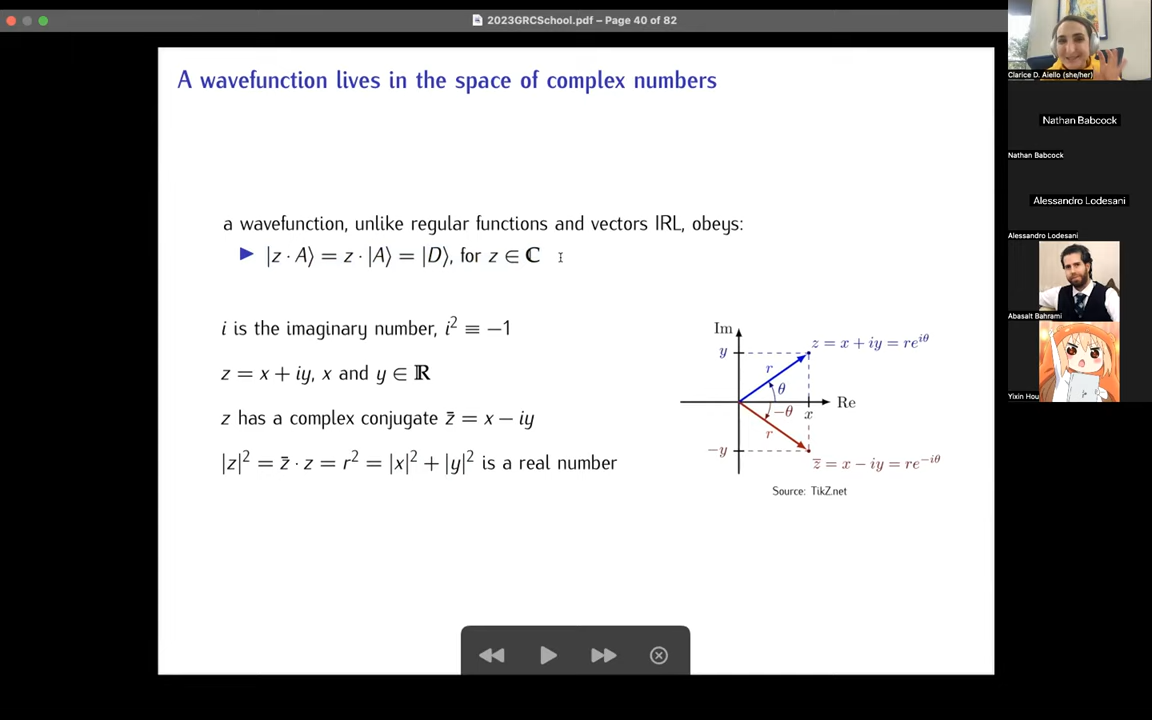 2023GRCSchool.pdf – Page 40 of 82
A wavefunction lives in the space of complex numbers
a wavefunction, unlike regular functions and vectors IRL, obeys:
▶ |z · A⟩ = z · |A⟩ = |D⟩, for z ∈ ℂ
i is the imaginary number, i² ≡ −1
z = x + iy, x and y ∈ ℝ
z has a complex conjugate z̄ = x − iy
|z|² = z̄ · z = r² = |x|² + |y|² is a real number
Im
y
z = x + iy = re^{iθ}
r
θ
−θ
x
Re
r
−y
z̄ = x − iy = re^{−iθ}
Source: TikZ.net
Clarice D. Aiello (she/her)
Nathan Babcock
Nathan Babcock
Alessandro Lodesani
Alessandro Lodesani
Abasalt Bahrami
Yixin Hou